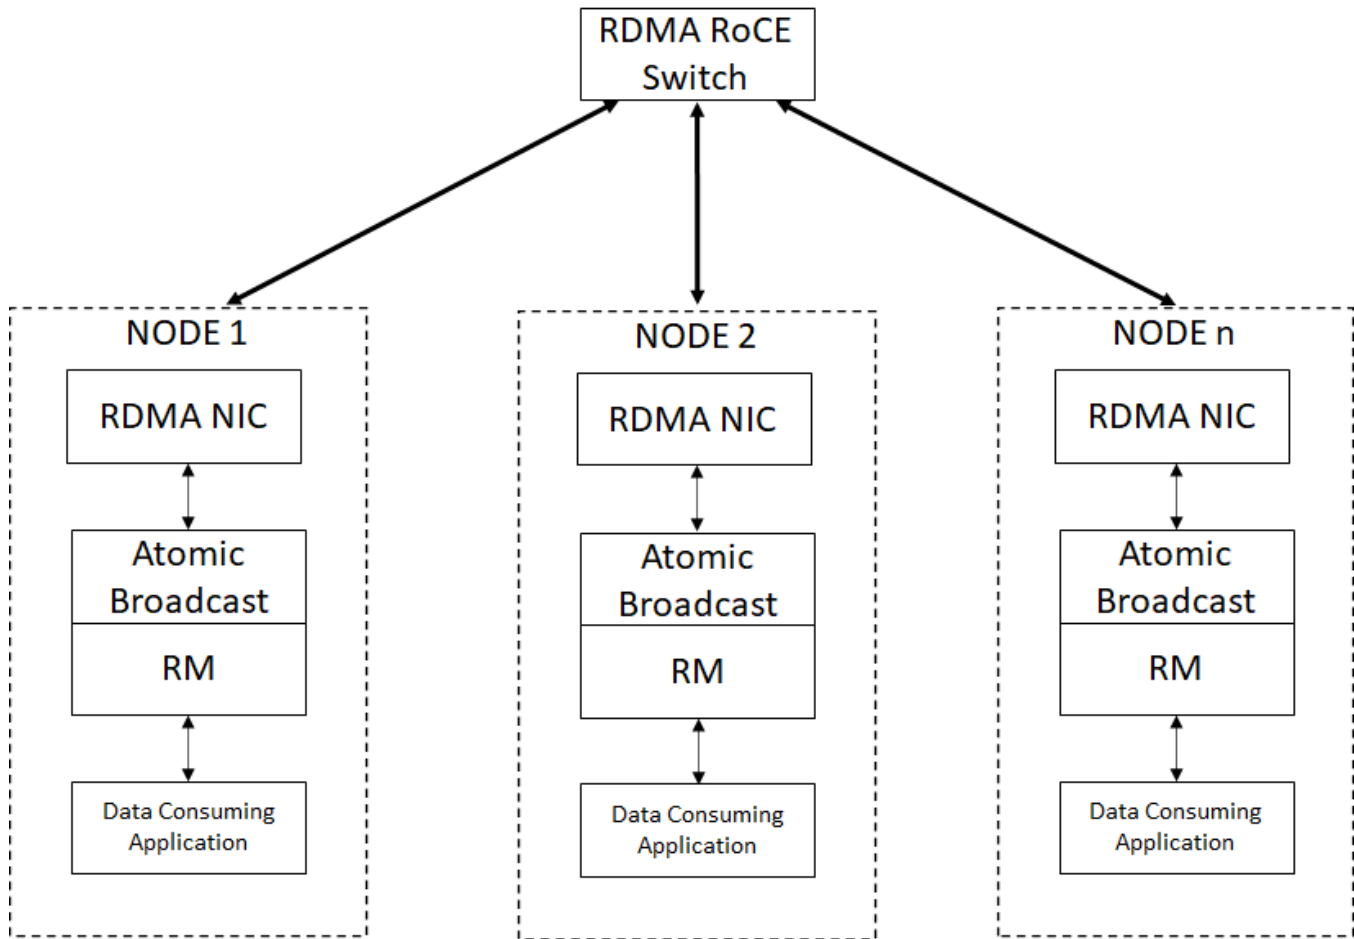 RDMA RoCE
Switch
NODE 1
RDMA NIC
Atomic
Broadcast
RM
Data Consuming
Application
NODE 2
RDMA NIC
Atomic
Broadcast
RM
Data Consuming
Application
NODE n
RDMA NIC
Atomic
Broadcast
RM
Data Consuming
Application